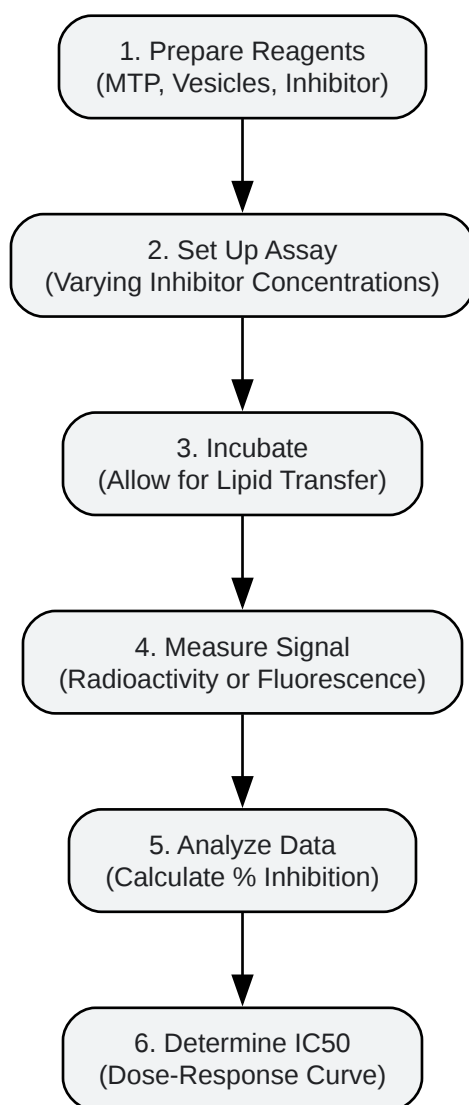 1. Prepare Reagents
(MTP, Vesicles, Inhibitor)
2. Set Up Assay
(Varying Inhibitor Concentrations)
3. Incubate
(Allow for Lipid Transfer)
4. Measure Signal
(Radioactivity or Fluorescence)
5. Analyze Data
(Calculate % Inhibition)
6. Determine IC50
(Dose-Response Curve)